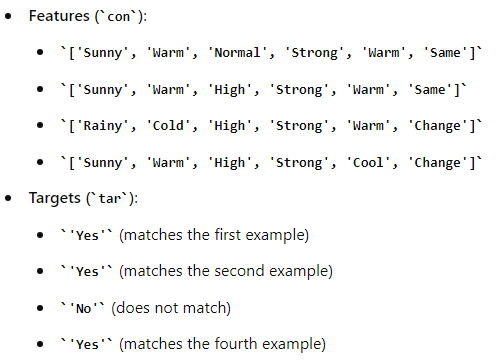 • Features (`con`):
• `['Sunny', 'Warm', 'Normal', 'Strong', 'Warm', 'Same']`
• `['Sunny', 'Warm', 'High', 'Strong', 'Warm', 'Same']`
• `['Rainy', 'Cold', 'High', 'Strong', 'Warm', 'Change']`
• `['Sunny', 'Warm', 'High', 'Strong', 'Cool', 'Change']`
• Targets (`tar`):
• `'Yes'` (matches the first example)
• `'Yes'` (matches the second example)
• `'No'` (does not match)
• `'Yes'` (matches the fourth example)